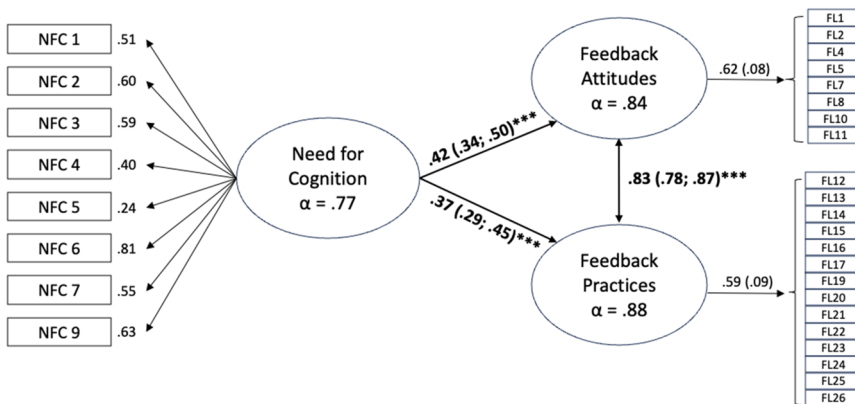 NFC 1
.51
NFC 2
.60
NFC 3
.59
NFC 4
.40
NFC 5
.24
NFC 6
.81
NFC 7
.55
NFC 9
.63
Need for
Cognition
α = .77
.42 (.34; .50)***
.37 (.29; .45)***
Feedback
Attitudes
α = .84
.83 (.78; .87)***
Feedback
Practices
α = .88
.62 (.08)
.59 (.09)
FL1
FL2
FL4
FL5
FL7
FL8
FL10
FL11
FL12
FL13
FL14
FL15
FL16
FL17
FL19
FL20
FL21
FL22
FL23
FL24
FL25
FL26